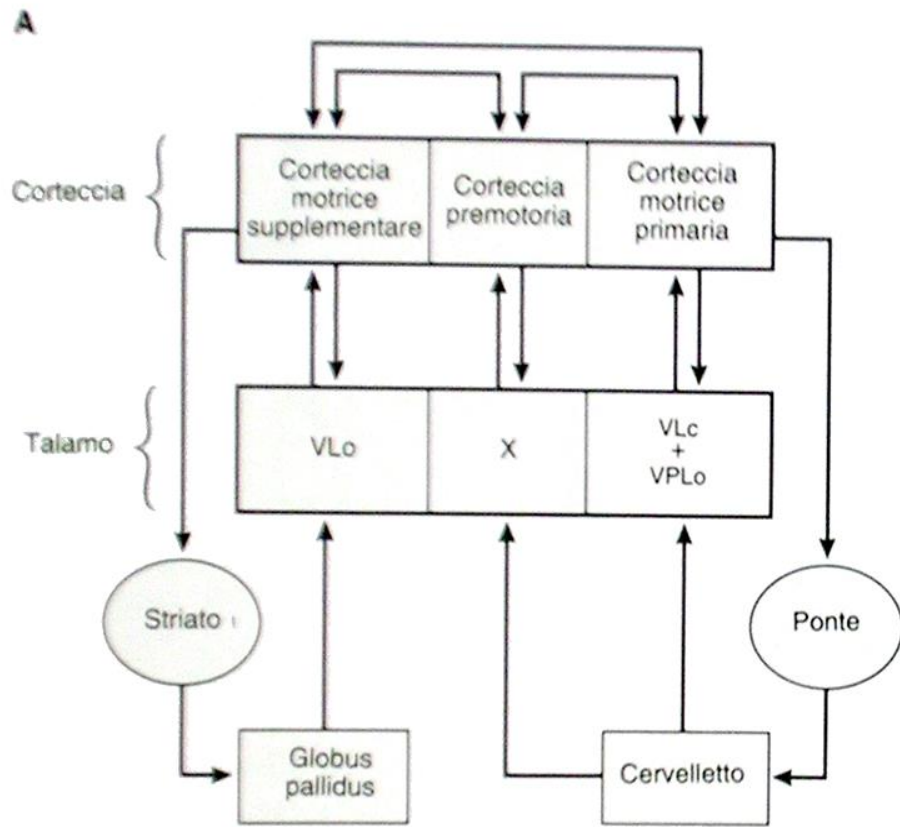 A
Corteccia
Corteccia
motrice
supplementare
Corteccia
premotoria
Corteccia
motrice
primaria
Talamo
VLo
X
VLc
+
VPLo
Striato
Ponte
Globus
pallidus
Cervelletto